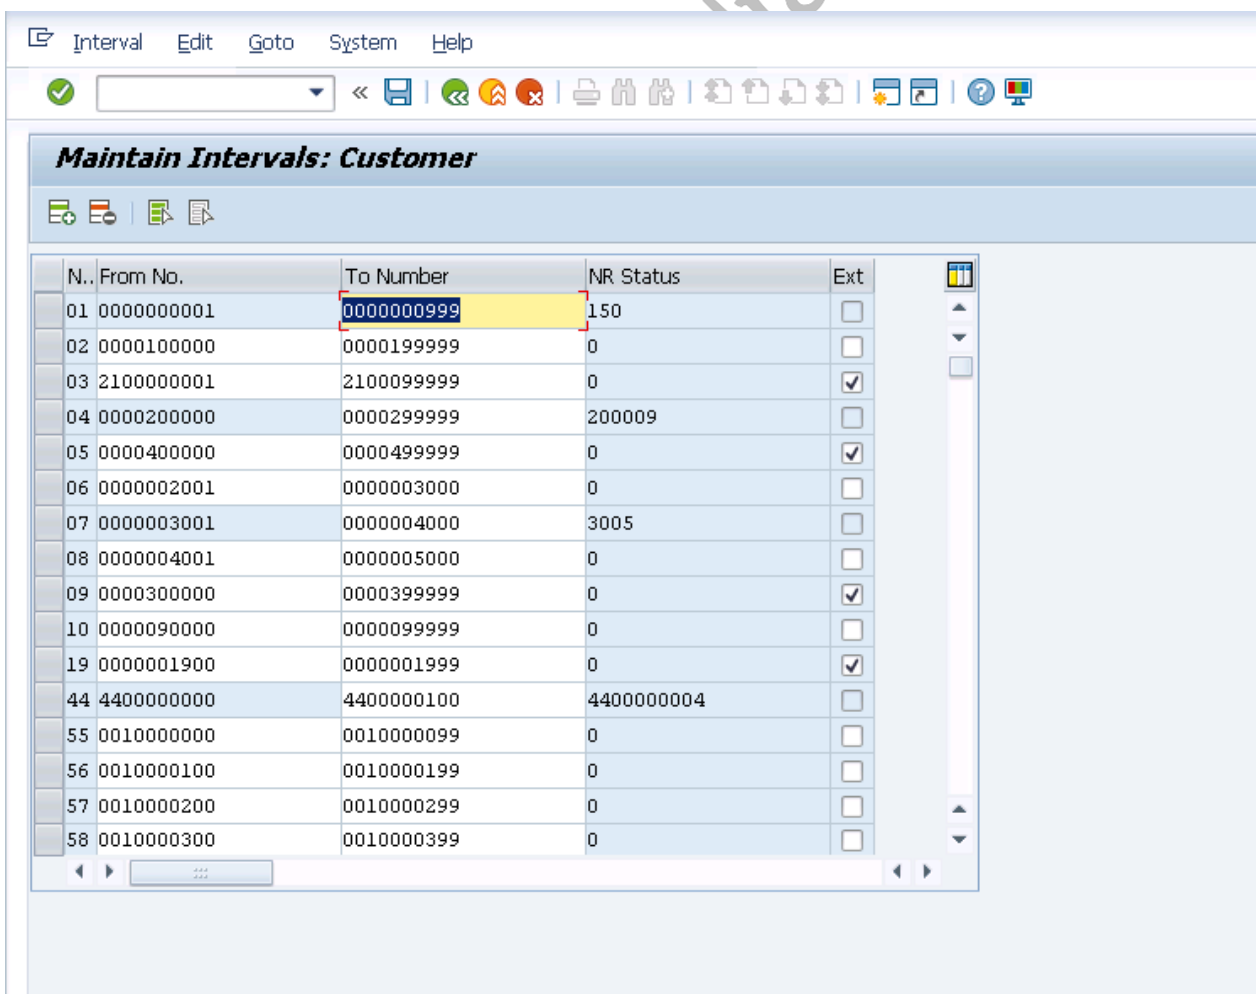 Interval Edit Goto System Help
Maintain Intervals: Customer
N.. From No. To Number NR Status Ext
01 0000000001 0000000999 150
02 0000100000 0000199999 0
03 2100000001 2100099999 0
04 0000200000 0000299999 200009
05 0000400000 0000499999 0
06 0000002001 0000003000 0
07 0000003001 0000004000 3005
08 0000004001 0000005000 0
09 0000300000 0000399999 0
10 0000090000 0000099999 0
19 0000001900 0000001999 0
44 4400000000 4400000100 4400000004
55 0010000000 0010000099 0
56 0010000100 0010000199 0
57 0010000200 0010000299 0
58 0010000300 0010000399 0